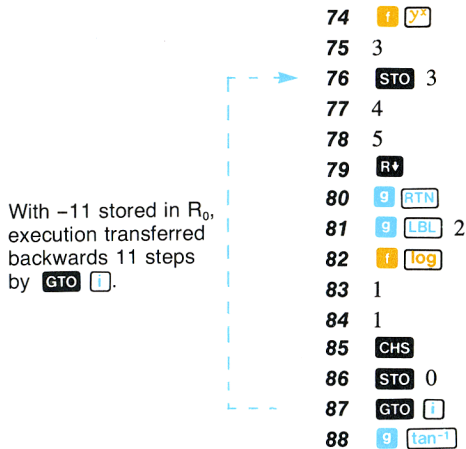 74 f yˣ
75 3
76 STO 3
77 4
78 5
79 R↓
80 g RTN
With –11 stored in R₀,
execution transferred
backwards 11 steps
by GTO i.
81 g LBL 2
82 f log
83 1
84 1
85 CHS
86 STO 0
87 GTO i
88 g tan⁻¹